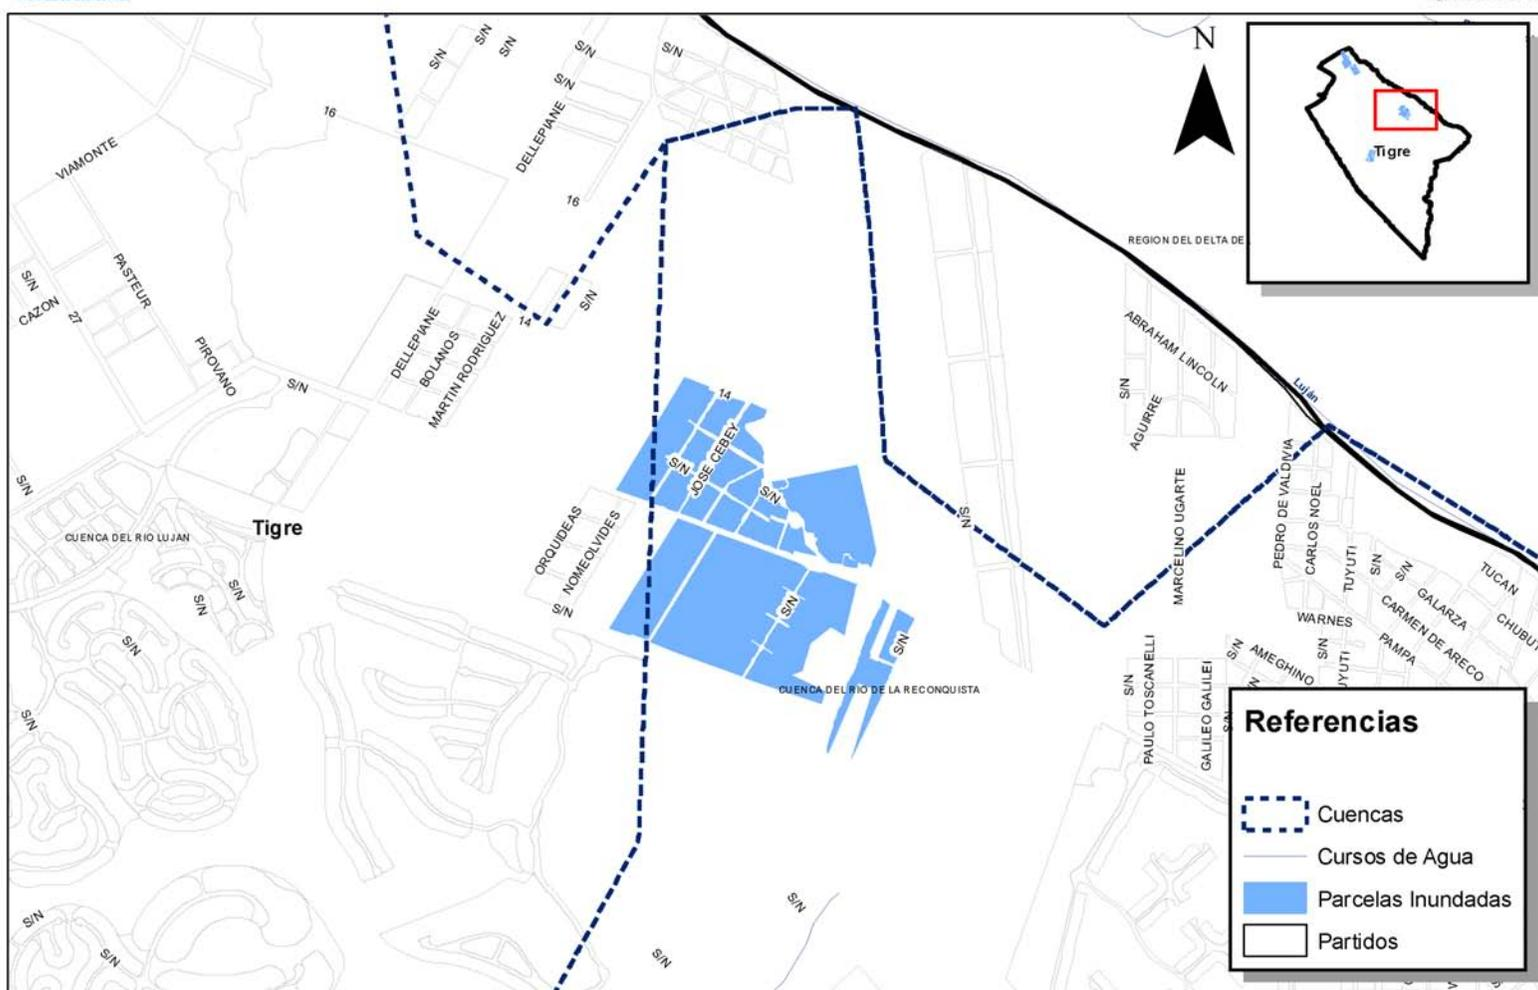 N
Tigre
S/N
S/N
S/N
S/N
S/N
S/N
16
DELLEPIANE
VIAMONTE
16
REGION DEL DELTA DE
S/N
CAZON
27
PASTEUR
PIROVANO
S/N
DELLEPIANE
BOLANOS
MARTIN RODRIGUEZ
14
S/N
ABRAHAM LINCOLN
S/N
AGUIRRE
Luján
14
JOSE CEBEY
S/N
S/N
S/N
S/N
ORQUIDEAS
NOMEOLVIDES
S/N
Tigre
CUENCA DEL RIO LUJAN
S/N
S/N
S/N
S/N
MARCELINO UGARTE
PEDRO DE VALDIVIA
CARLOS NOEL
TUYUTI
S/N
S/N
TUCAN
GALARZA
CHUBUT
CARMEN DE ARECO
WARNES
PAMPA
S/N
AMEGHINO
S/N
S/N
PAULO TOSCANELLI
GALILEO GALILEI
S/N
YUTI
S/N
S/N
CUENCA DEL RIO DE LA RECONQUISTA
S/N
S/N
S/N
S/N
S/N
Referencias
Cuencas
Cursos de Agua
Parcelas Inundadas
Partidos